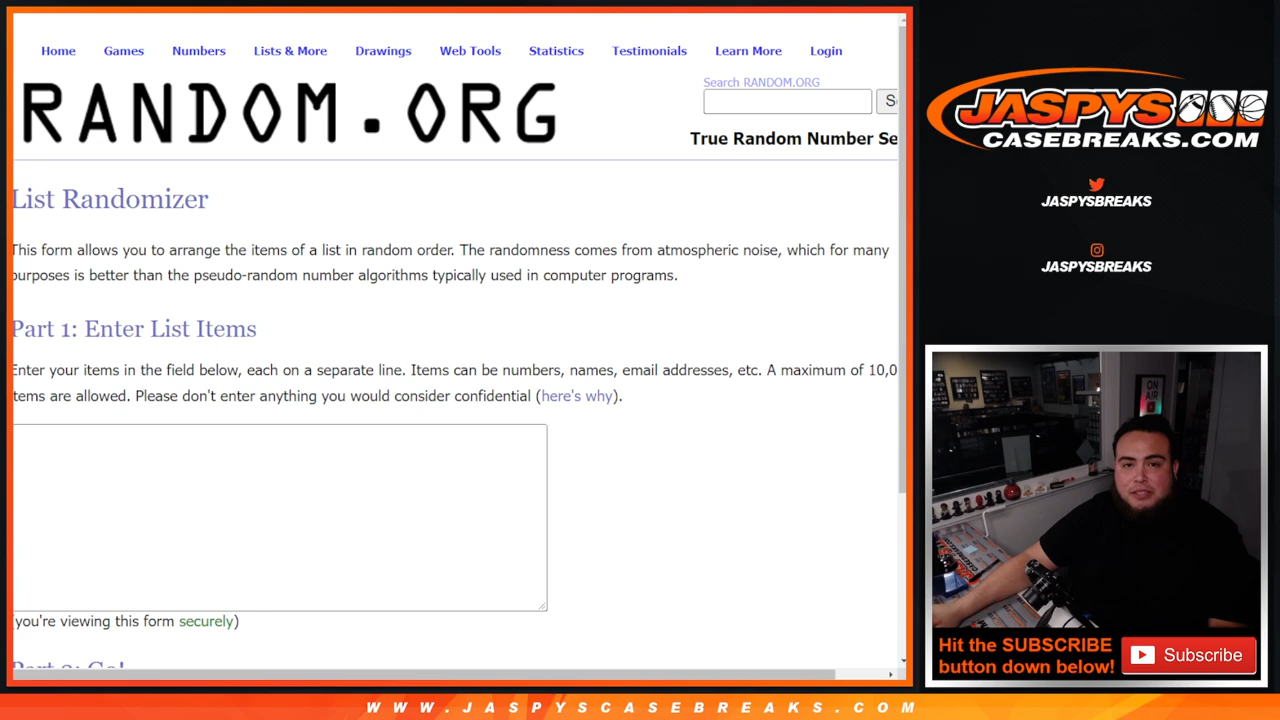 Home Games Numbers Lists & More Drawings Web Tools Statistics Testimonials Learn More Login
RANDOM.ORG
Search RANDOM.ORG
True Random Number Se
List Randomizer
This form allows you to arrange the items of a list in random order. The randomness comes from atmospheric noise, which for many
purposes is better than the pseudo-random number algorithms typically used in computer programs.
Part 1: Enter List Items
Enter your items in the field below, each on a separate line. Items can be numbers, names, email addresses, etc. A maximum of 10,0
items are allowed. Please don't enter anything you would consider confidential (here's why).
(you're viewing this form securely)
Part 2: Go!
JASPYS
CASEBREAKS.COM
JASPYSBREAKS
JASPYSBREAKS
ON
AIR
Hit the SUBSCRIBE
button down below!
Subscribe
WWW.JASPYSCASEBREAKS.COM